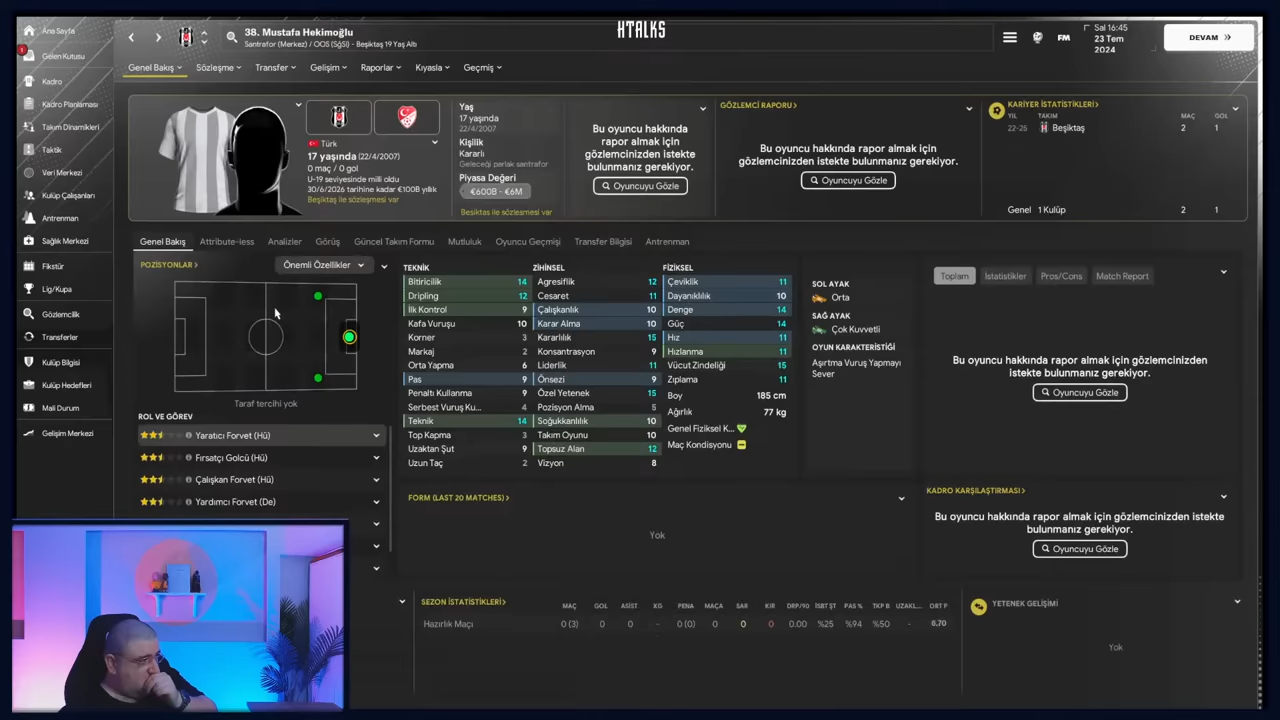 HTALKS
38. Mustafa Hekimoğlu
Santrafor (Merkez) / OOS (SğSl) - Beşiktaş 19 Yaş Altı
FM
Sal 16:45
23 Tem
2024
DEVAM
Ana Sayfa
1
Gelen Kutusu
Kadro
Kadro Planlaması
Takım Dinamikleri
Taktik
Veri Merkezi
Kulüp Çalışanları
Antrenman
Sağlık Merkezi
Fikstür
Lig/Kupa
Gözlemcilik
Transferler
Kulüp Bilgisi
Kulüp Hedefleri
Mali Durum
Gelişim Merkezi
Genel Bakış
Sözleşme
Transfer
Gelişim
Raporlar
Kıyasla
Geçmiş
Türk
17 yaşında (22/4/2007)
0 maç / 0 gol
U-19 seviyesinde milli oldu
30/6/2026 tarihine kadar €100B yıllık
Beşiktaş ile sözleşmesi var
Yaş
17 yaşında
22/4/2007
Kişilik
Kararlı
Geleceği parlak santrafor
Piyasa Değeri
€600B - €6M
Beşiktaş ile sözleşmesi var
Bu oyuncu hakkında
rapor almak için
gözlemcinizden istekte
bulunmanız gerekiyor.
Oyuncuyu Gözle
GÖZLEMCİ RAPORU
Bu oyuncu hakkında rapor almak için
gözlemcinizden istekte bulunmanız gerekiyor.
Oyuncuyu Gözle
KARİYER İSTATİSTİKLERİ
YIL TAKIM MAÇ GOL
22-25 Beşiktaş 2 1
Genel 1 Kulüp 2 1
Genel Bakış
Attribute-less
Analizler
Görüş
Güncel Takım Formu
Mutluluk
Oyuncu Geçmişi
Transfer Bilgisi
Antrenman
POZİSYONLAR
Önemli Özellikler
Taraf tercihi yok
ROL VE GÖREV
Yaratıcı Forvet (Hü)
Fırsatçı Golcü (Hü)
Çalışkan Forvet (Hü)
Yardımcı Forvet (De)
TEKNİK
Bitiricilik 14
Dripling 12
İlk Kontrol 9
Kafa Vuruşu 10
Korner 3
Markaj 2
Orta Yapma 6
Pas 9
Penaltı Kullanma 9
Serbest Vuruş Ku... 4
Teknik 14
Top Kapma 3
Uzaktan Şut 9
Uzun Taç 2
ZİHİNSEL
Agresiflik 12
Cesaret 11
Çalışkanlık 10
Karar Alma 10
Kararlılık 15
Konsantrasyon 9
Liderlik 11
Önsezi 9
Özel Yetenek 15
Pozisyon Alma 5
Soğukkanlılık 10
Takım Oyunu 10
Topsuz Alan 12
Vizyon 8
FİZİKSEL
Çeviklik 11
Dayanıklılık 10
Denge 14
Güç 14
Hız 11
Hızlanma 11
Vücut Zindeliği 15
Zıplama 11
Boy 185 cm
Ağırlık 77 kg
Genel Fiziksel K...
Maç Kondisyonu
SOL AYAK
Orta
SAĞ AYAK
Çok Kuvvetli
OYUN KARAKTERİSTİĞİ
Aşırtma Vuruş Yapmayı
Sever
Toplam
Istatistikler
Pros/Cons
Match Report
Bu oyuncu hakkında rapor almak için gözlemcinizden
istekte bulunmanız gerekiyor.
Oyuncuyu Gözle
FORM (LAST 20 MATCHES)
Yok
KADRO KARŞILAŞTIRMASI
Bu oyuncu hakkında rapor almak için gözlemcinizden istekte
bulunmanız gerekiyor.
Oyuncuyu Gözle
SEZON İSTATİSTİKLERİ
MAÇ GOL ASİST XG PENA MAÇA SAR KIR DRP/90 İSBT ŞT PAS % TKP B UZAKL... ORT P
Hazırlık Maçı 0 (3) 0 0 - 0 (0) 0 0 0 0.00 %25 %94 %50 - 6.70
YETENEK GELİŞİMİ
Yok